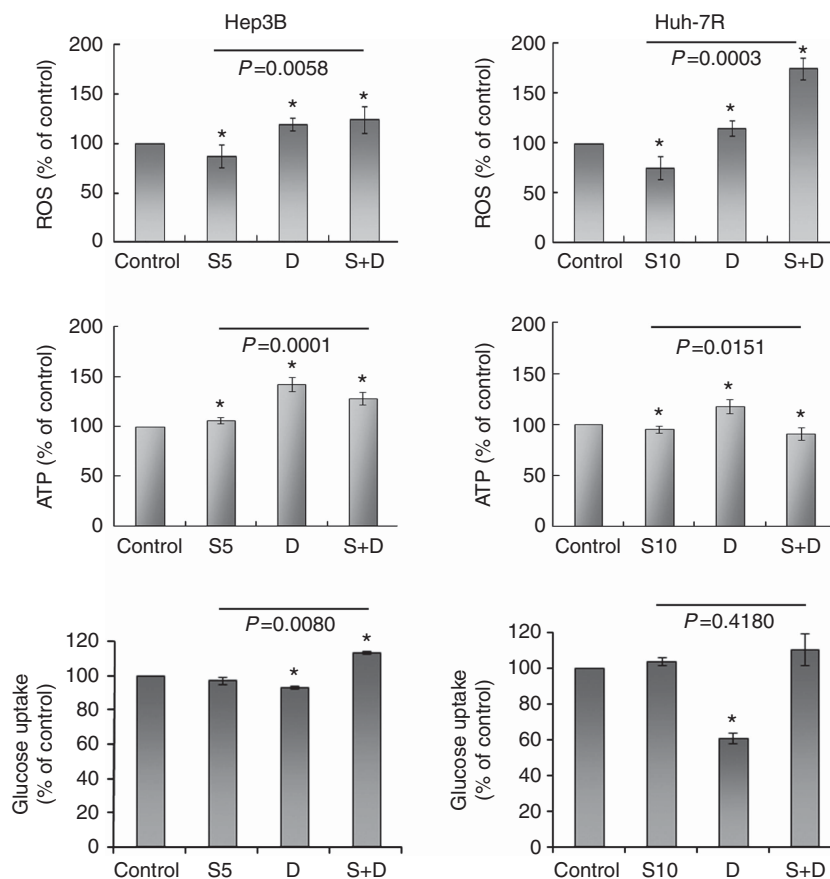 Hep3B
200
150
100
50
0
ROS (% of control)
P=0.0058
*
*
*
Control S5 D S+D
Huh-7R
200
150
100
50
0
ROS (% of control)
P=0.0003
*
*
*
Control S10 D S+D
200
150
100
50
0
ATP (% of control)
P=0.0001
*
*
*
Control S5 D S+D
200
150
100
50
0
ATP (% of control)
P=0.0151
*
*
*
Control S10 D S+D
120
100
80
60
40
20
0
Glucose uptake
(% of control)
P=0.0080
*
*
Control S5 D S+D
120
100
80
60
40
20
0
Glucose uptake
(% of control)
P=0.4180
*
Control S10 D S+D